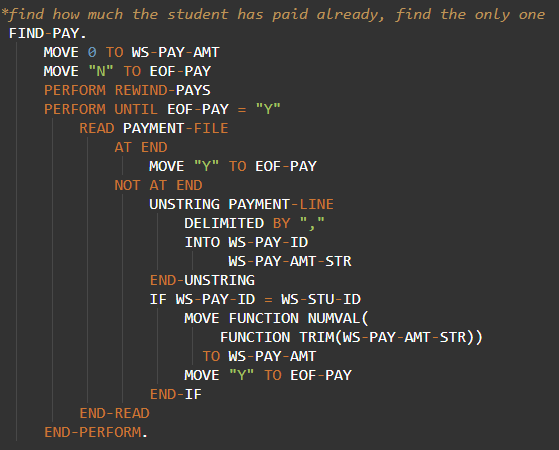 *find how much the student has paid already, find the only one
FIND-PAY.
MOVE 0 TO WS-PAY-AMT
MOVE "N" TO EOF-PAY
PERFORM REWIND-PAYS
PERFORM UNTIL EOF-PAY = "Y"
READ PAYMENT-FILE
AT END
MOVE "Y" TO EOF-PAY
NOT AT END
UNSTRING PAYMENT-LINE
DELIMITED BY ","
INTO WS-PAY-ID
WS-PAY-AMT-STR
END-UNSTRING
IF WS-PAY-ID = WS-STU-ID
MOVE FUNCTION NUMVAL(
FUNCTION TRIM(WS-PAY-AMT-STR))
TO WS-PAY-AMT
MOVE "Y" TO EOF-PAY
END-IF
END-READ
END-PERFORM.